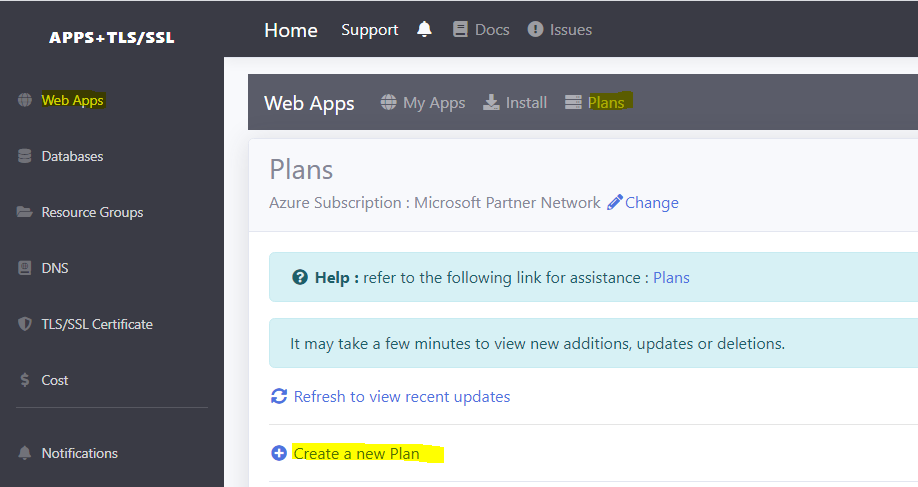 APPS+TLS/SSL
Home Support Docs Issues
Web Apps
Databases
Resource Groups
DNS
TLS/SSL Certificate
Cost
Notifications
Web Apps My Apps Install Plans
Plans
Azure Subscription : Microsoft Partner Network Change
Help : refer to the following link for assistance : Plans
It may take a few minutes to view new additions, updates or deletions.
Refresh to view recent updates
Create a new Plan